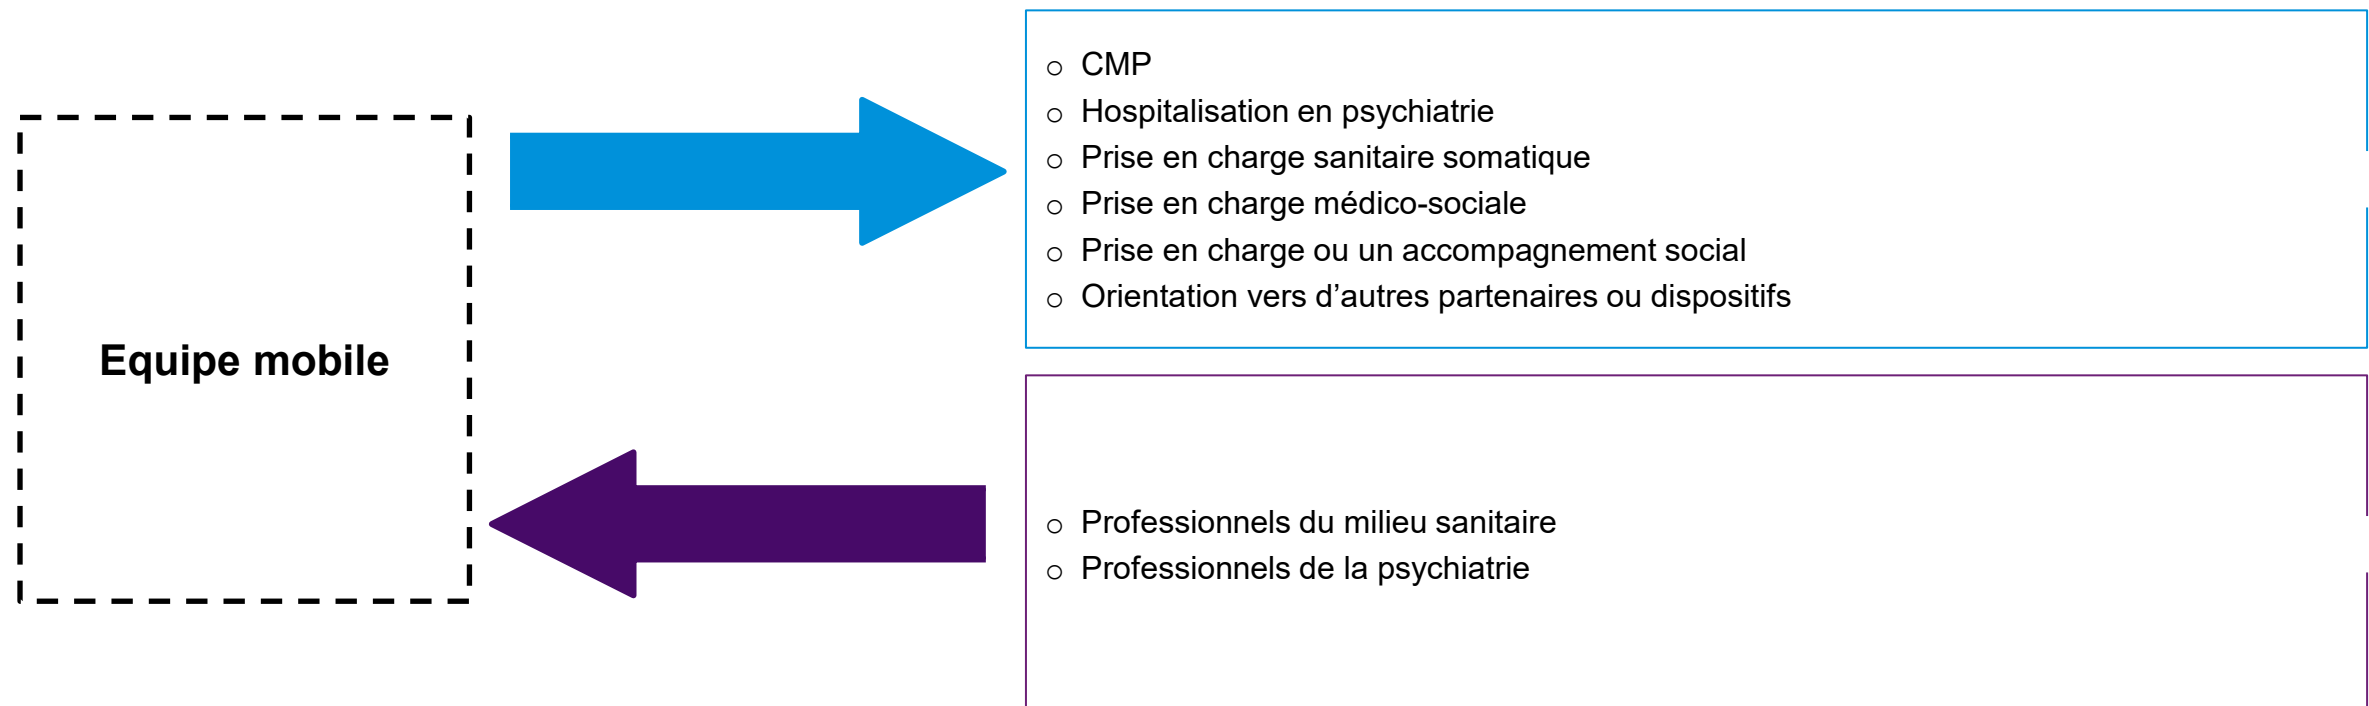 Equipe mobile
○ CMP
○ Hospitalisation en psychiatrie
○ Prise en charge sanitaire somatique
○ Prise en charge médico-sociale
○ Prise en charge ou un accompagnement social
○ Orientation vers d’autres partenaires ou dispositifs
○ Professionnels du milieu sanitaire
○ Professionnels de la psychiatrie